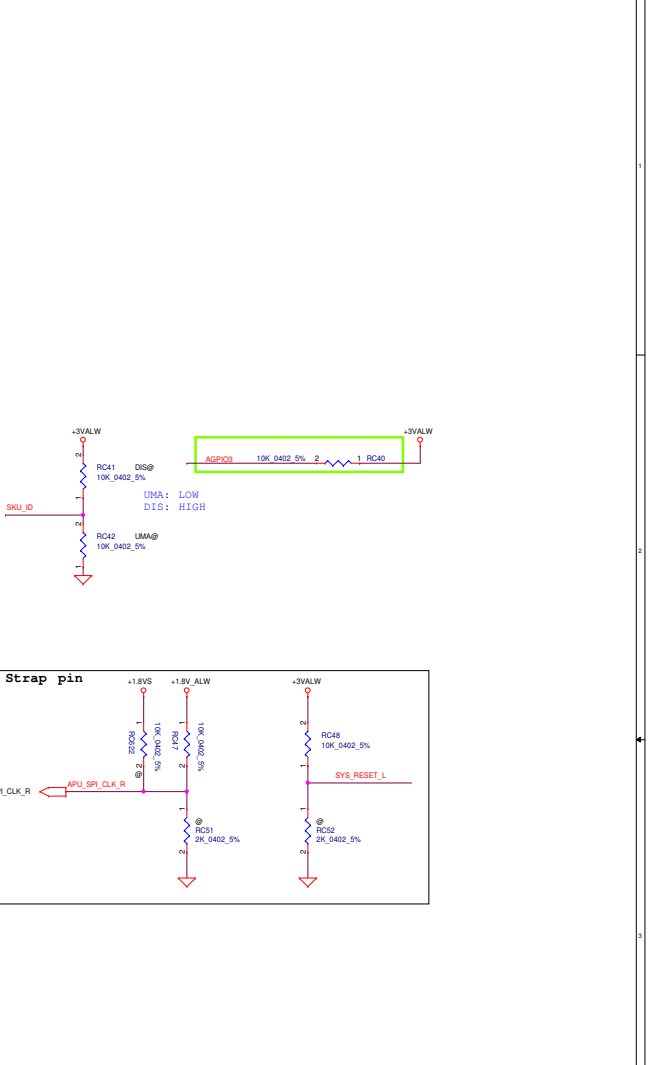 1
+3VALW
2
RC41 DIS@
10K_0402_5%
1
SKU_ID
2
RC42 UMA@
10K_0402_5%
1
UMA: LOW
DIS: HIGH
+3VALW
AGPIO3 10K_0402_5% 2 1 RC40
2
Strap pin
+1.8VS
1
RC622
10K_0402_5%
2
@
+1.8V_ALW
1
RC47
10K_0402_5%
2
I_CLK_R
APU_SPI_CLK_R
1
@
RC51
2K_0402_5%
2
+3VALW
2
RC48
10K_0402_5%
1
SYS_RESET_L
1
@
RC52
2K_0402_5%
2
3